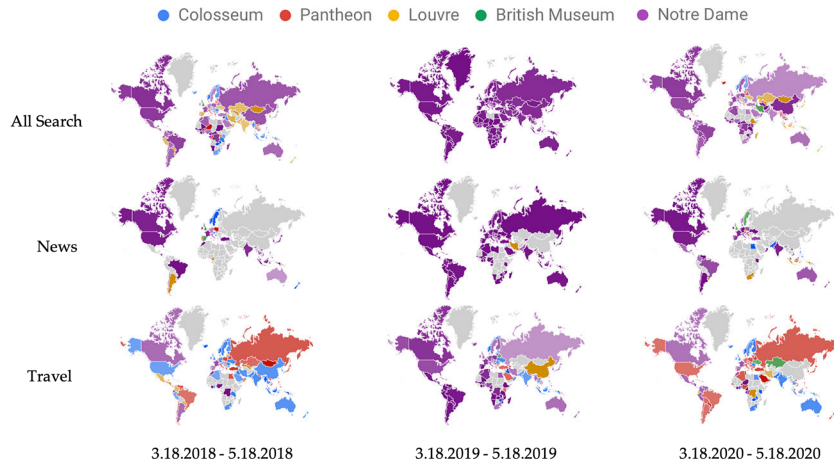 Colosseum Pantheon Louvre British Museum Notre Dame
All Search
News
Travel
3.18.2018 - 5.18.2018 3.18.2019 - 5.18.2019 3.18.2020 - 5.18.2020